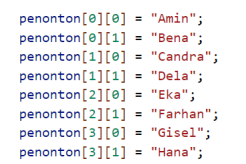 penonton[0][0] = "Amin";
penonton[0][1] = "Bena";
penonton[1][0] = "Candra";
penonton[1][1] = "Dela";
penonton[2][0] = "Eka";
penonton[2][1] = "Farhan";
penonton[3][0] = "Gisel";
penonton[3][1] = "Hana";